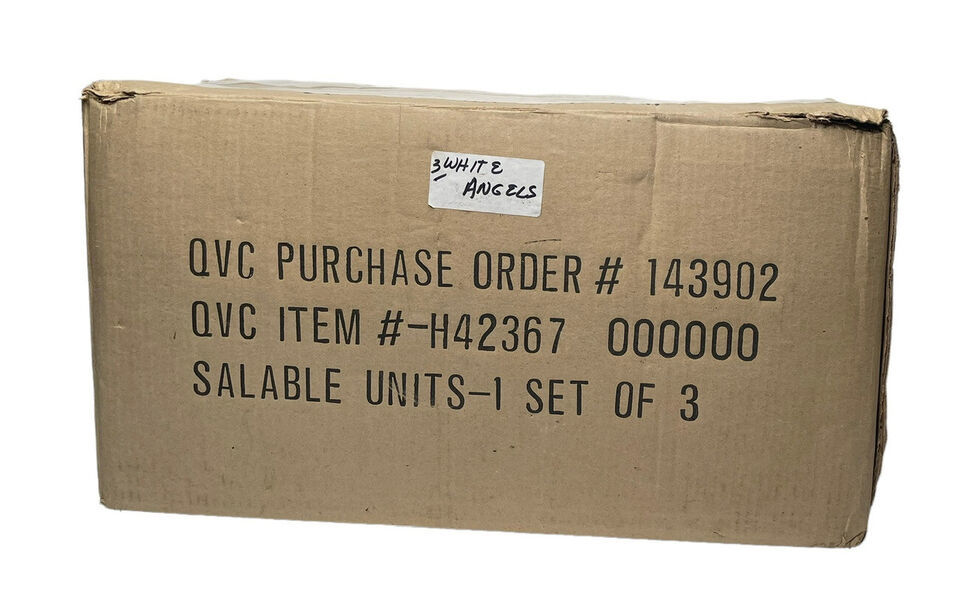 3 WHITE
ANGELS
QVC PURCHASE ORDER # 143902
QVC ITEM #-H42367 000000
SALABLE UNITS-1 SET OF 3